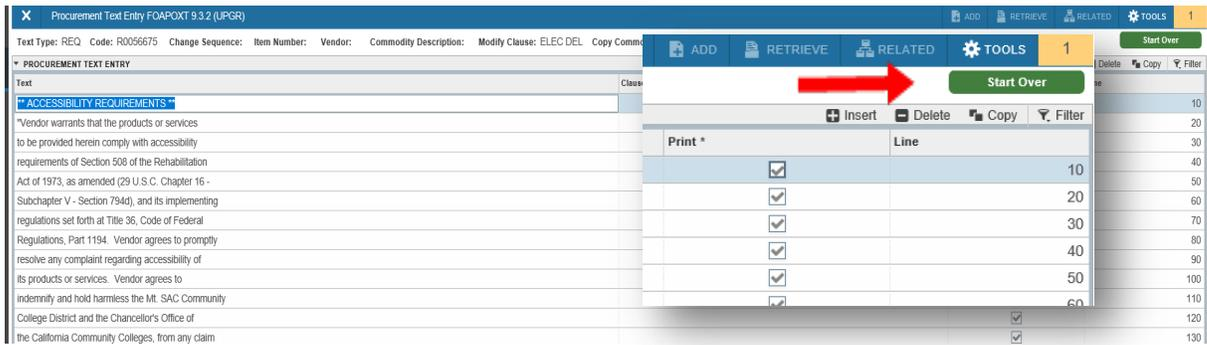 X Procurement Text Entry FOAPOXT 9.3.2 (UPGR) ADD RETRIEVE RELATED TOOLS 1
Text Type: REQ Code: R0056675 Change Sequence: Item Number: Vendor: Commodity Description: Modify Clause: ELEC DEL Copy Commo Start Over
PROCUREMENT TEXT ENTRY Delete Copy Filter
Text Clause
** ACCESSIBILITY REQUIREMENTS ** 10
"Vendor warrants that the products or services 20
to be provided herein comply with accessibility 30
requirements of Section 508 of the Rehabilitation 40
Act of 1973, as amended (29 U.S.C. Chapter 16 - 50
Subchapter V - Section 794d), and its implementing 60
regulations set forth at Title 36, Code of Federal 70
Regulations, Part 1194. Vendor agrees to promptly 80
resolve any complaint regarding accessibility of 90
its products or services. Vendor agrees to 100
indemnify and hold harmless the Mt. SAC Community 110
College District and the Chancellor's Office of 120
the California Community Colleges, from any claim 130
ADD RETRIEVE RELATED TOOLS 1
Start Over
Insert Delete Copy Filter
Print * Line
10
20
30
40
50
60